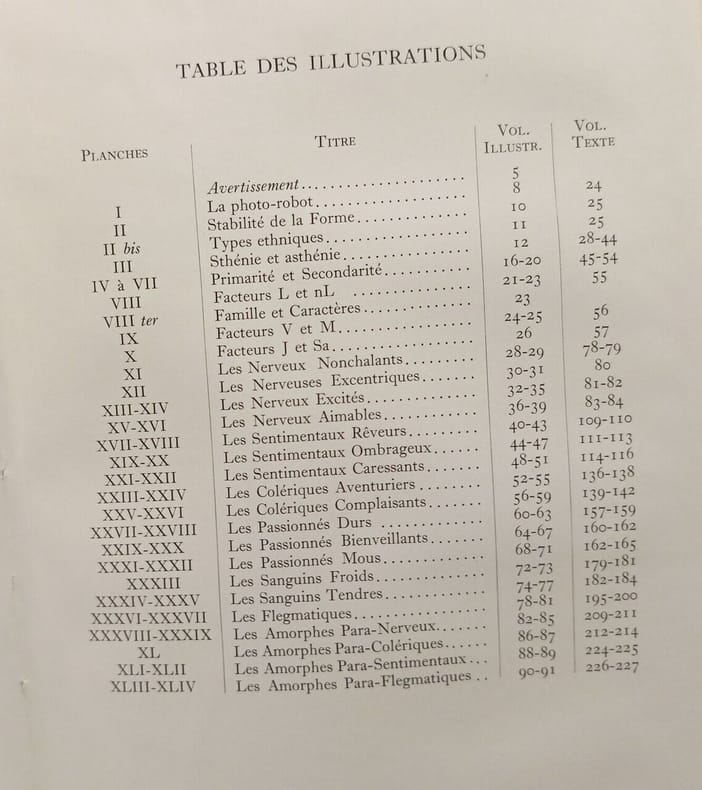 TABLE DES ILLUSTRATIONS
PLANCHES TITRE VOL. ILLUSTR. VOL. TEXTE
Avertissement.................... 5
I La photo-robot.................. 8 24
II Stabilité de la Forme............. 10 25
II bis Types ethniques................. 11 25
III Sthénie et asthénie............... 12 28-44
IV à VII Primarité et Secondarité.......... 16-20 45-54
VIII Facteurs L et nL ............... 21-23 55
VIII ter Famille et Caractères............. 23
IX Facteurs V et M................ 24-25 56
X Facteurs J et Sa................. 26 57
XI Les Nerveux Nonchalants......... 28-29 78-79
XII Les Nerveuses Excentriques....... 30-31 80
XIII-XIV Les Nerveux Excités............. 32-35 81-82
XV-XVI Les Nerveux Aimables........... 36-39 83-84
XVII-XVIII Les Sentimentaux Rêveurs........ 40-43 109-110
XIX-XX Les Sentimentaux Ombrageux..... 44-47 111-113
XXI-XXII Les Sentimentaux Caressants...... 48-51 114-116
XXIII-XXIV Les Colériques Aventuriers....... 52-55 136-138
XXV-XXVI Les Colériques Complaisants...... 56-59 139-142
XXVII-XXVIII Les Passionnés Durs ............ 60-63 157-159
XXIX-XXX Les Passionnés Bienveillants...... 64-67 160-162
XXXI-XXXII Les Passionnés Mous............ 68-71 162-165
XXXIII Les Sanguins Froids............. 72-73 179-181
XXXIV-XXXV Les Sanguins Tendres............ 74-77 182-184
XXXVI-XXXVII Les Flegmatiques................ 78-81 195-200
XXXVIII-XXXIX Les Amorphes Para-Nerveux...... 82-85 209-211
XL Les Amorphes Para-Colériques..... 86-87 212-214
XLI-XLII Les Amorphes Para-Sentimentaux... 88-89 224-225
XLIII-XLIV Les Amorphes Para-Flegmatiques .. 90-91 226-227